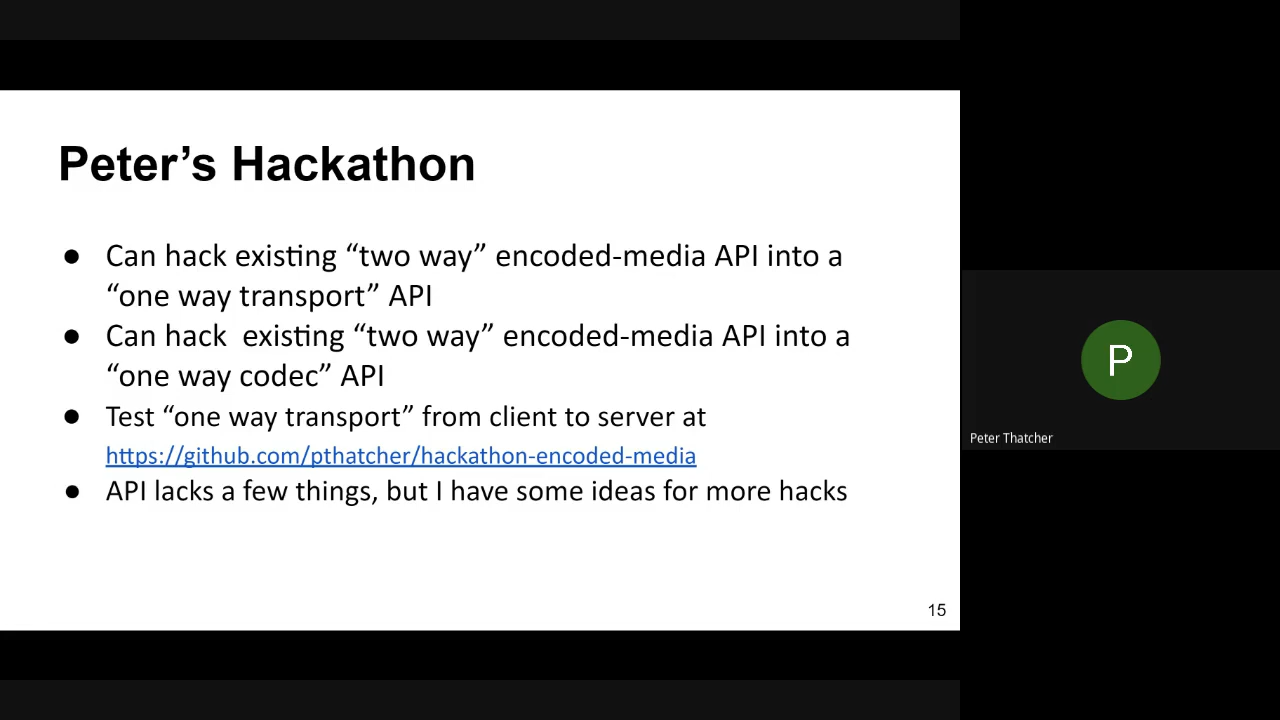 Peter’s Hackathon
● Can hack existing “two way” encoded-media API into a
“one way transport” API
● Can hack  existing “two way” encoded-media API into a
“one way codec” API
● Test “one way transport” from client to server at
https://github.com/pthatcher/hackathon-encoded-media
● API lacks a few things, but I have some ideas for more hacks
15
P
Peter Thatcher